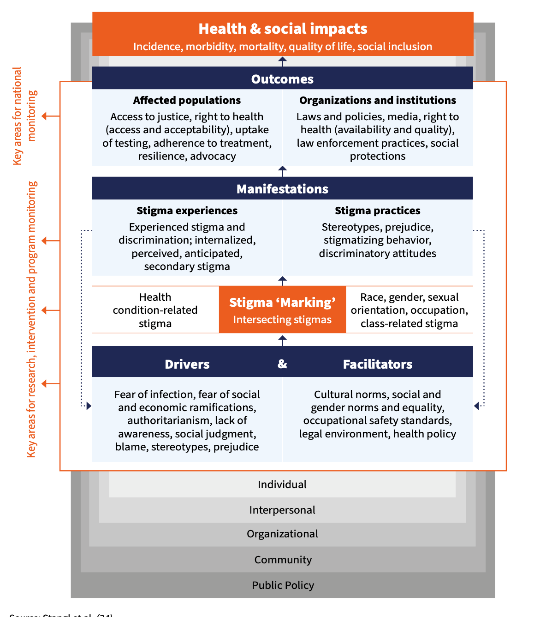 Health & social impacts
Incidence, morbidity, mortality, quality of life, social inclusion
Outcomes
Affected populations
Access to justice, right to health
(access and acceptability), uptake
of testing, adherence to treatment,
resilience, advocacy
Organizations and institutions
Laws and policies, media, right to
health (availability and quality),
law enforcement practices, social
protections
Key areas for national
monitoring
Manifestations
Stigma experiences
Experienced stigma and
discrimination; internalized,
perceived, anticipated,
secondary stigma
Stigma practices
Stereotypes, prejudice,
stigmatizing behavior,
discriminatory attitudes
Health
condition-related
stigma
Stigma ‘Marking’
Intersecting stigmas
Race, gender, sexual
orientation, occupation,
class-related stigma
Drivers
&
Facilitators
Fear of infection, fear of social
and economic ramifications,
authoritarianism, lack of
awareness, social judgment,
blame, stereotypes, prejudice
Cultural norms, social and
gender norms and equality,
occupational safety standards,
legal environment, health policy
Key areas for research, intervention and program monitoring
Individual
Interpersonal
Organizational
Community
Public Policy